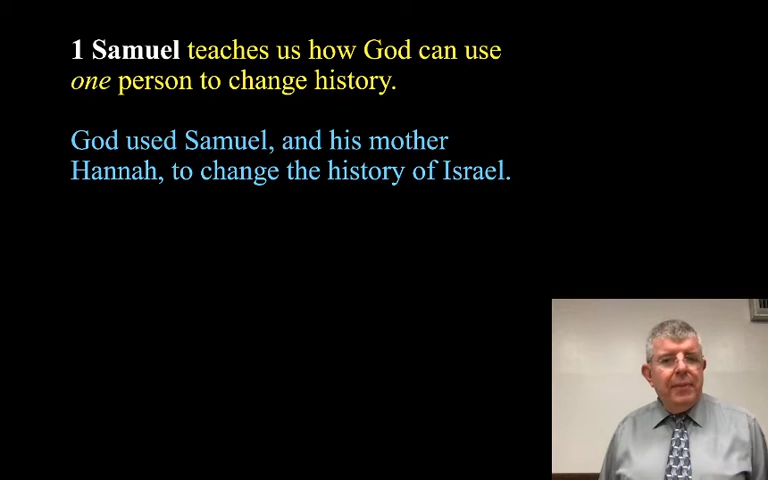 1 Samuel teaches us how God can use
one person to change history.
God used Samuel, and his mother
Hannah, to change the history of Israel.